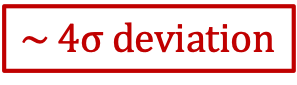 ~ 4σ deviation